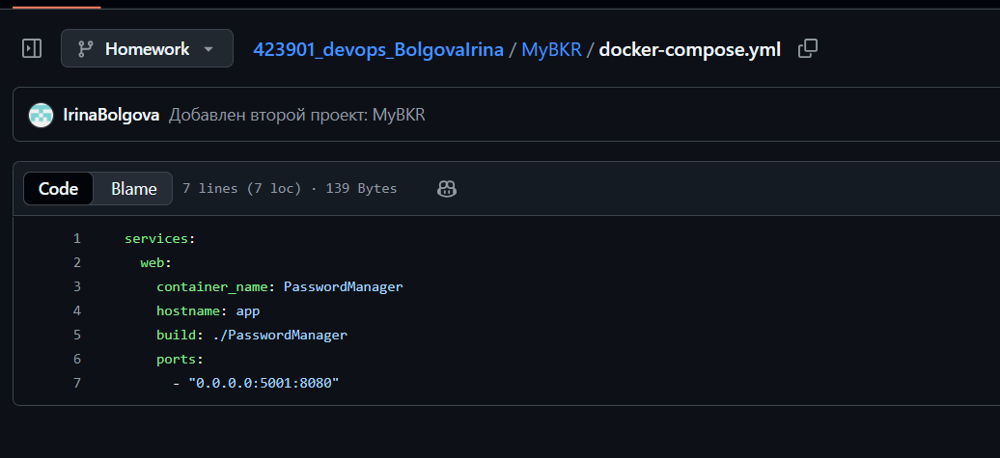 Homework 423901_devops_BolgovaIrina / MyBKR / docker-compose.yml
IrinaBolgova Добавлен второй проект: MyBKR
Code Blame 7 lines (7 loc) · 139 Bytes
1 services:
2 web:
3 container_name: PasswordManager
4 hostname: app
5 build: ./PasswordManager
6 ports:
7 - "0.0.0.0:5001:8080"